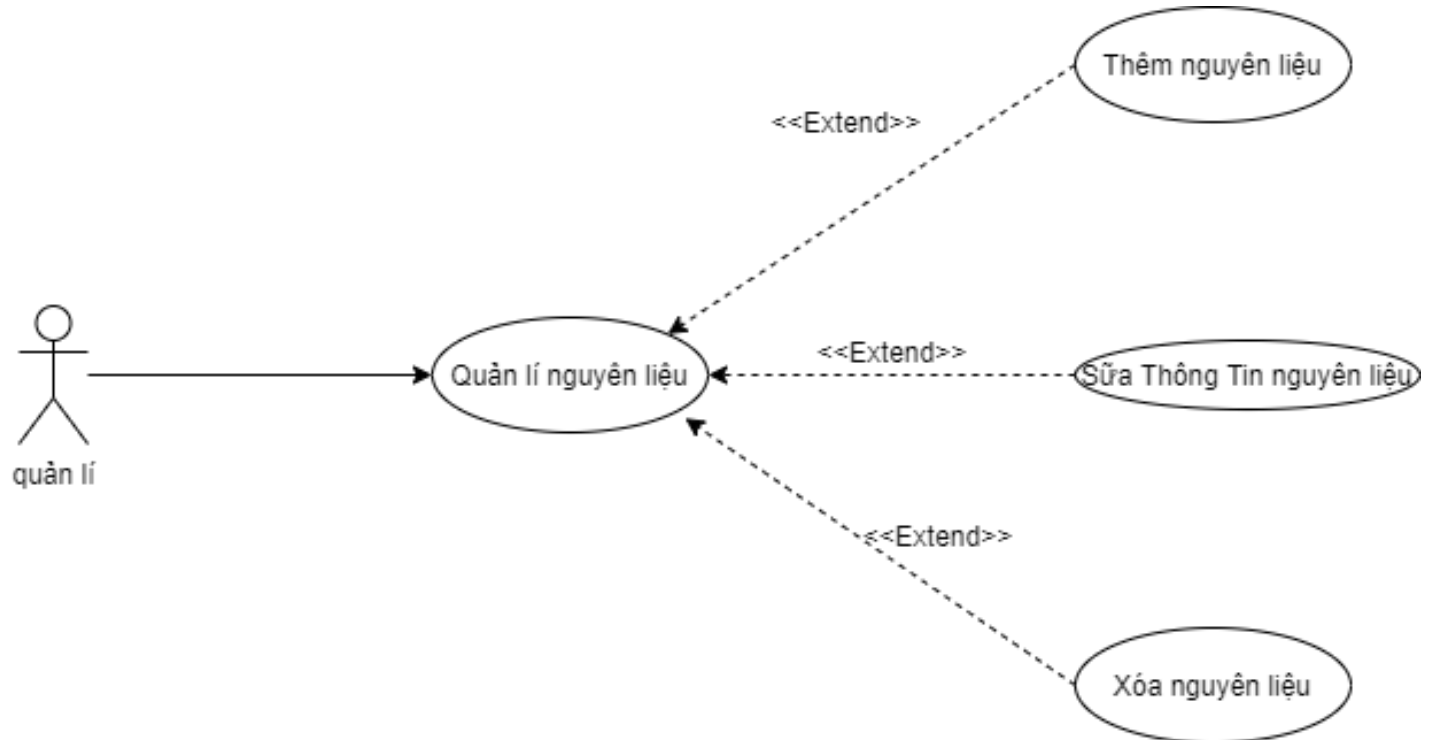 Thêm nguyên liệu
<<Extend>>
<<Extend>>
Quản lí nguyên liệu
Sữa Thông Tin nguyên liệu
quản lí
<<Extend>>
Xóa nguyên liệu